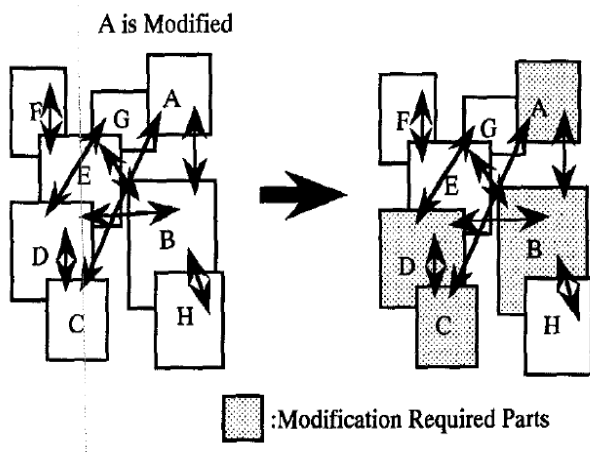 A is Modified
F
G
A
E
D
B
C
H
F
G
A
E
D
B
C
H
:Modification Required Parts